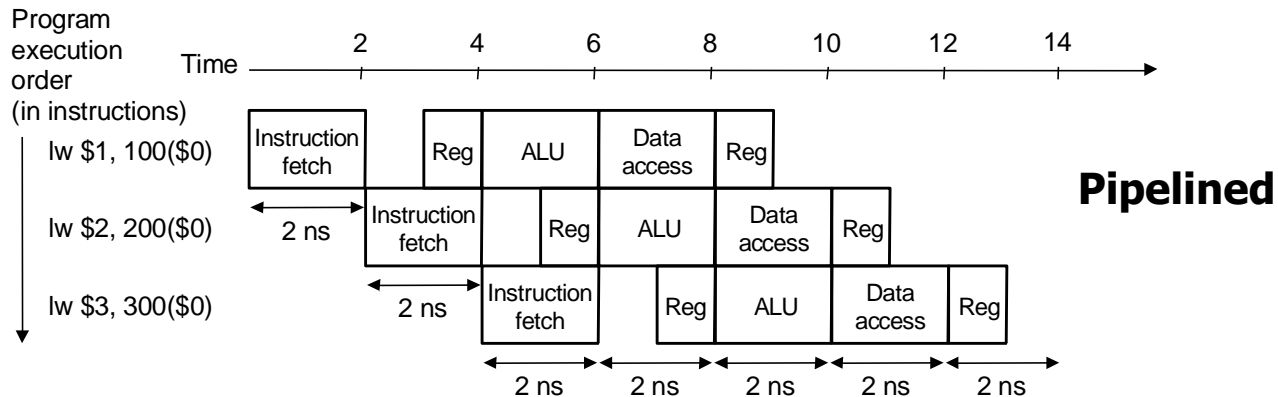 Program
execution
order
(in instructions)
Time
2 4 6 8 10 12 14
lw $1, 100($0)
Instruction
fetch
Reg
ALU
Data
access
Reg
Pipelined
lw $2, 200($0)
2 ns
Instruction
fetch
Reg
ALU
Data
access
Reg
lw $3, 300($0)
2 ns
Instruction
fetch
Reg
ALU
Data
access
Reg
2 ns 2 ns 2 ns 2 ns 2 ns